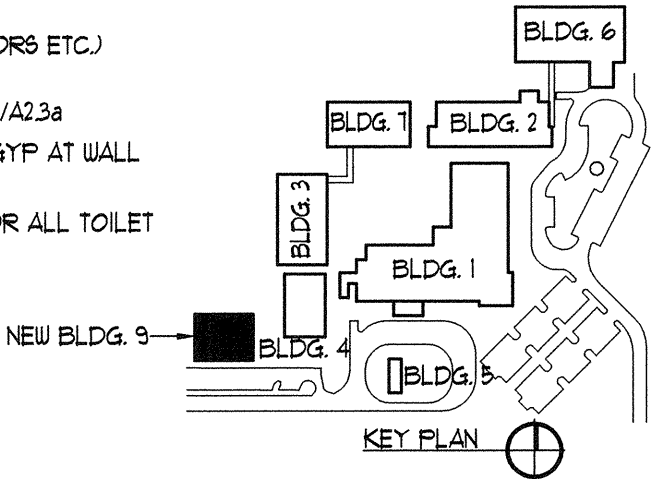 ORS ETC.)
/A2.3a
GYP AT WALL
OR ALL TOILET
BLDG. 6
BLDG. 7
BLDG. 2
BLDG. 3
BLDG. 1
NEW BLDG. 9
BLDG. 4
BLDG. 5
KEY PLAN